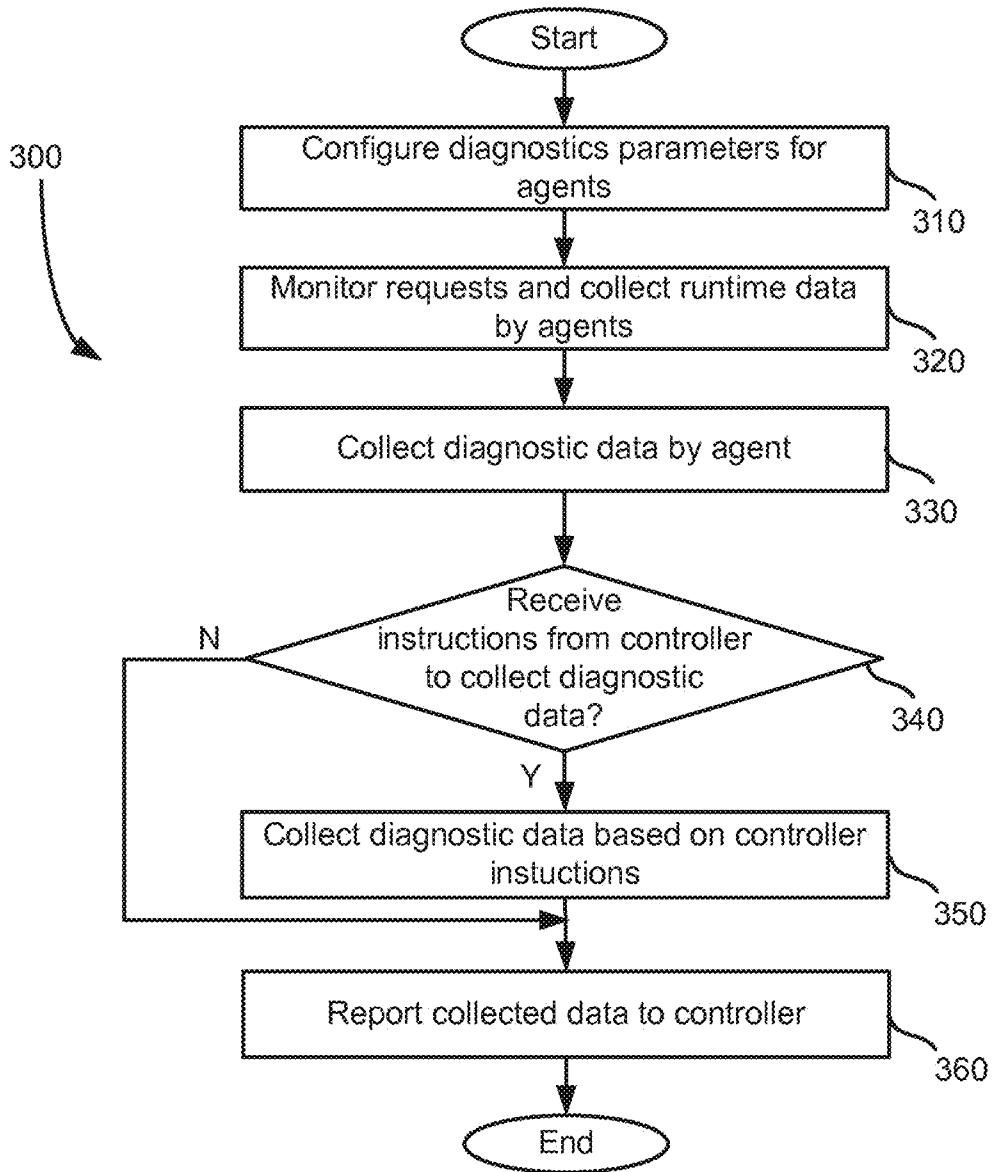 Start
300
Configure diagnostics parameters for
agents
310
Monitor requests and collect runtime data
by agents
320
Collect diagnostic data by agent
330
Receive
instructions from controller
to collect diagnostic
data?
N
340
Y
Collect diagnostic data based on controller
instuctions
350
Report collected data to controller
360
End